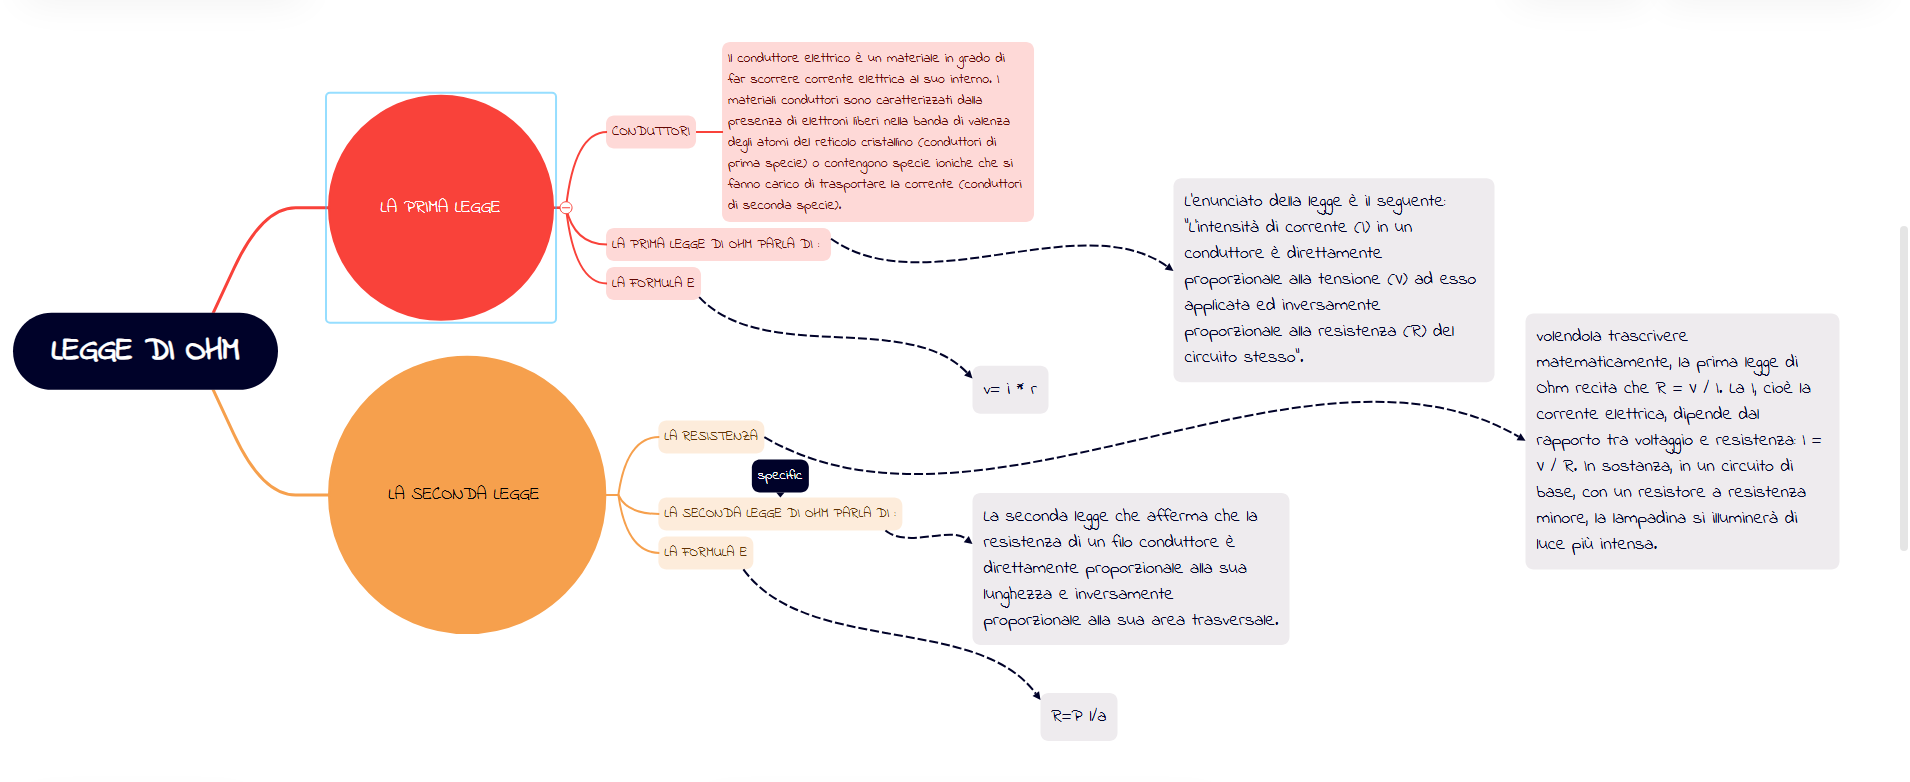 LEGGE DI OHM
LA PRIMA LEGGE
CONDUTTORI
Il conduttore elettrico è un materiale in grado di
far scorrere corrente elettrica al suo interno. I
materiali conduttori sono caratterizzati dalla
presenza di elettroni liberi nella banda di valenza
degli atomi del reticolo cristallino (conduttori di
prima specie) o contengono specie ioniche che si
fanno carico di trasportare la corrente (conduttori
di seconda specie).
LA PRIMA LEGGE DI OHM PARLA DI :
L'enunciato della legge è il seguente:
"L'intensità di corrente (I) in un
conduttore è direttamente
proporzionale alla tensione (V) ad esso
applicata ed inversamente
proporzionale alla resistenza (R) del
circuito stesso".
LA FORMULA E
v= i * r
LA SECONDA LEGGE
LA RESISTENZA
volendola trascrivere
matematicamente, la prima legge di
Ohm recita che R = V / I. La I, cioè la
corrente elettrica, dipende dal
rapporto tra voltaggio e resistenza: I =
V / R. In sostanza, in un circuito di
base, con un resistore a resistenza
minore, la lampadina si illuminerà di
luce più intensa.
specific
LA SECONDA LEGGE DI OHM PARLA DI :
La seconda legge che afferma che la
resistenza di un filo conduttore è
direttamente proporzionale alla sua
lunghezza e inversamente
proporzionale alla sua area trasversale.
LA FORMULA E
R=P l/a